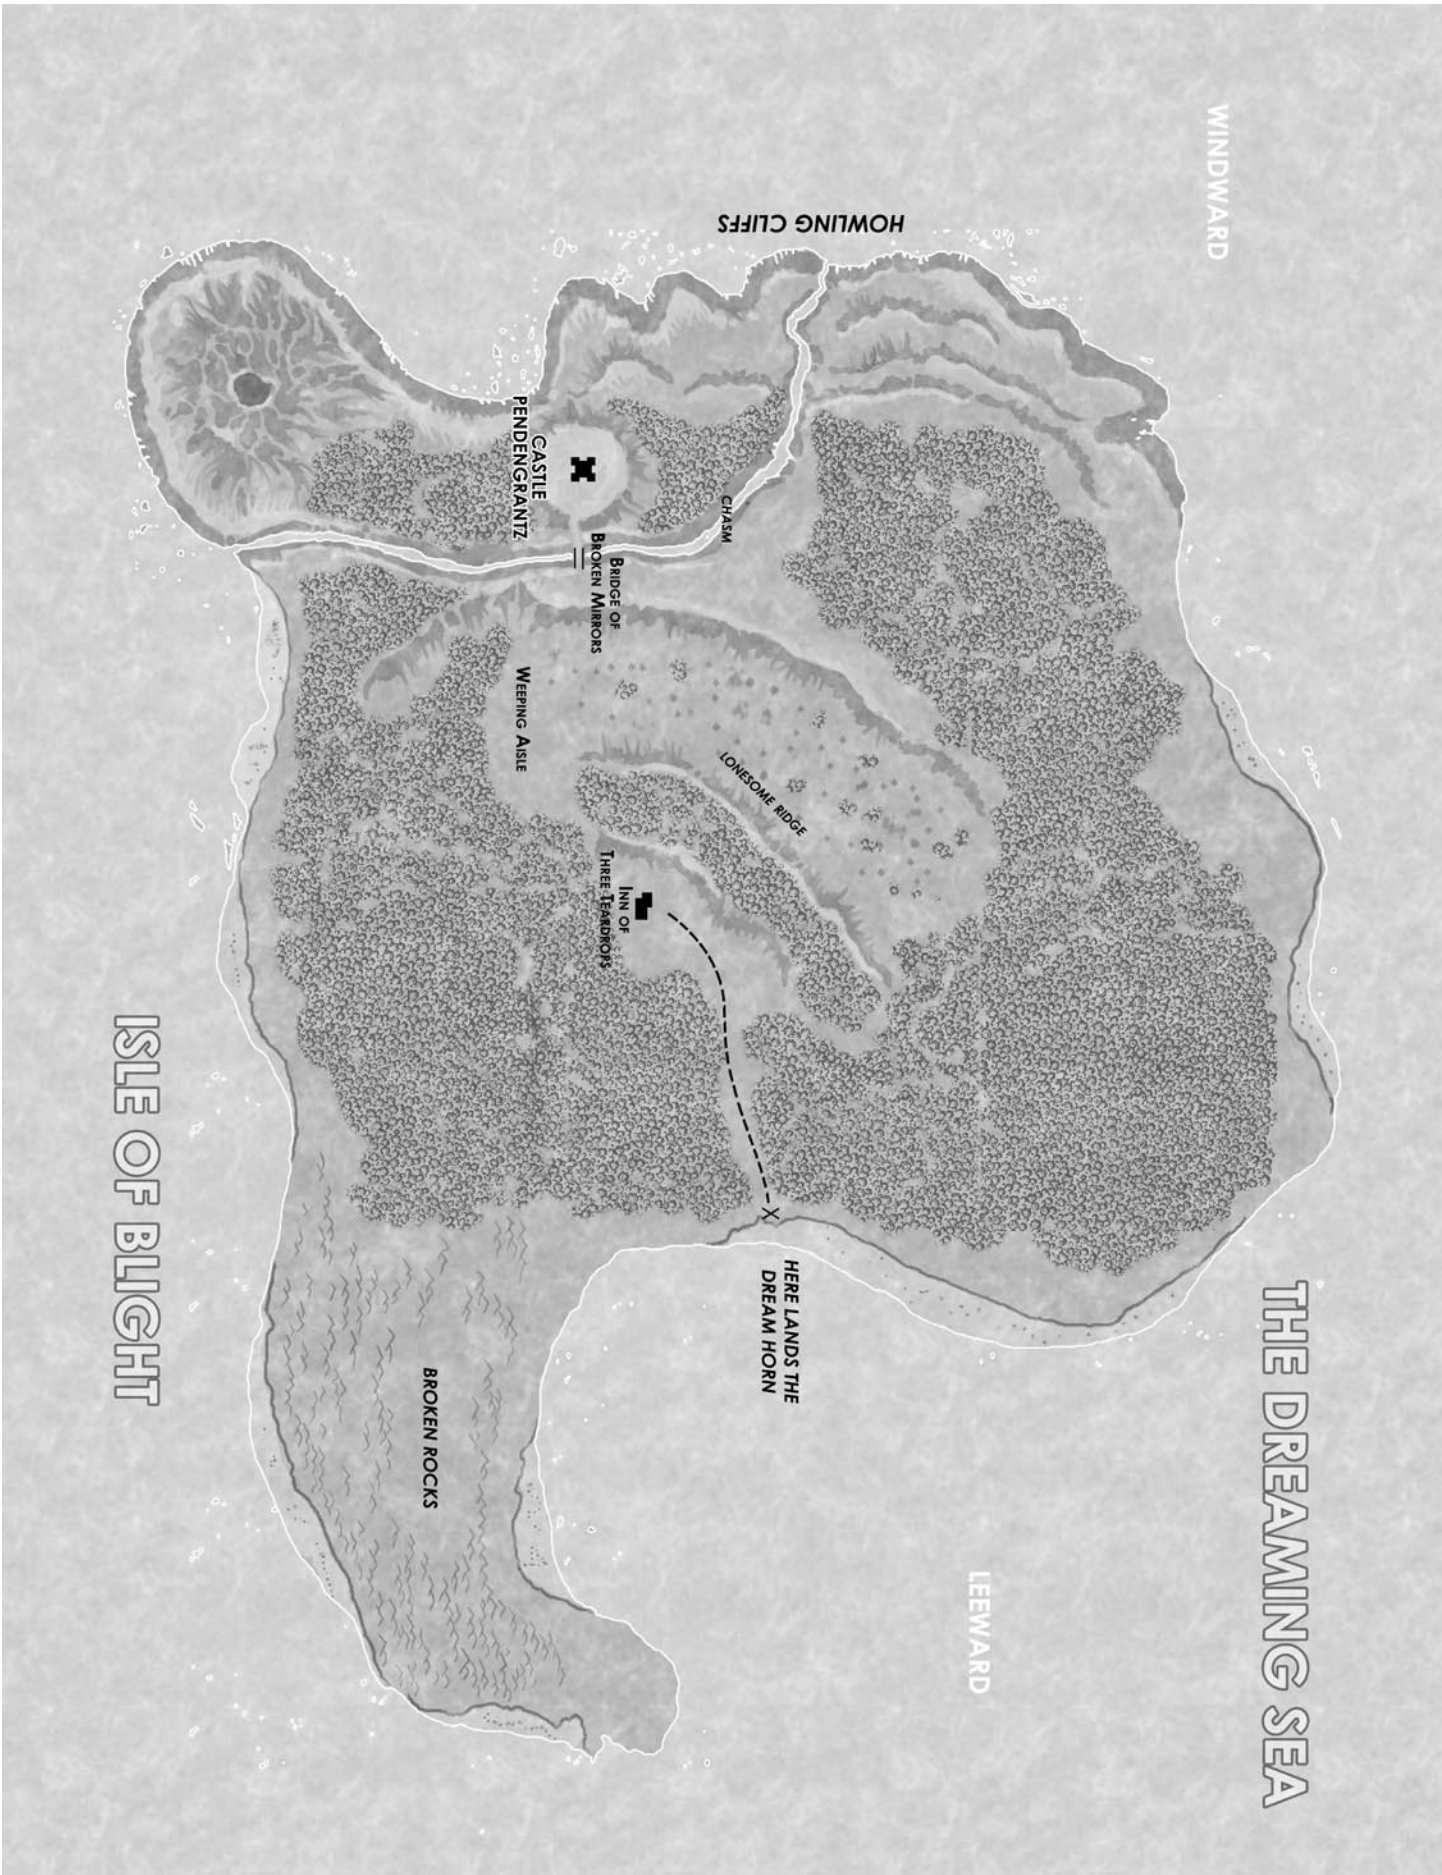 THE DREAMING SEA
WINDWARD
LEEWARD
HOWLING CLIFFS
HERE LANDS THE
DREAM HORN
CHASM
LONESOME RIDGE
BRIDGE OF
BROKEN MIRRORS
INN OF
THREE TEARDROPS
CASTLE
PENDENGRANTZ
WEEPING AISLE
BROKEN ROCKS
ISLE OF BLIGHT
X